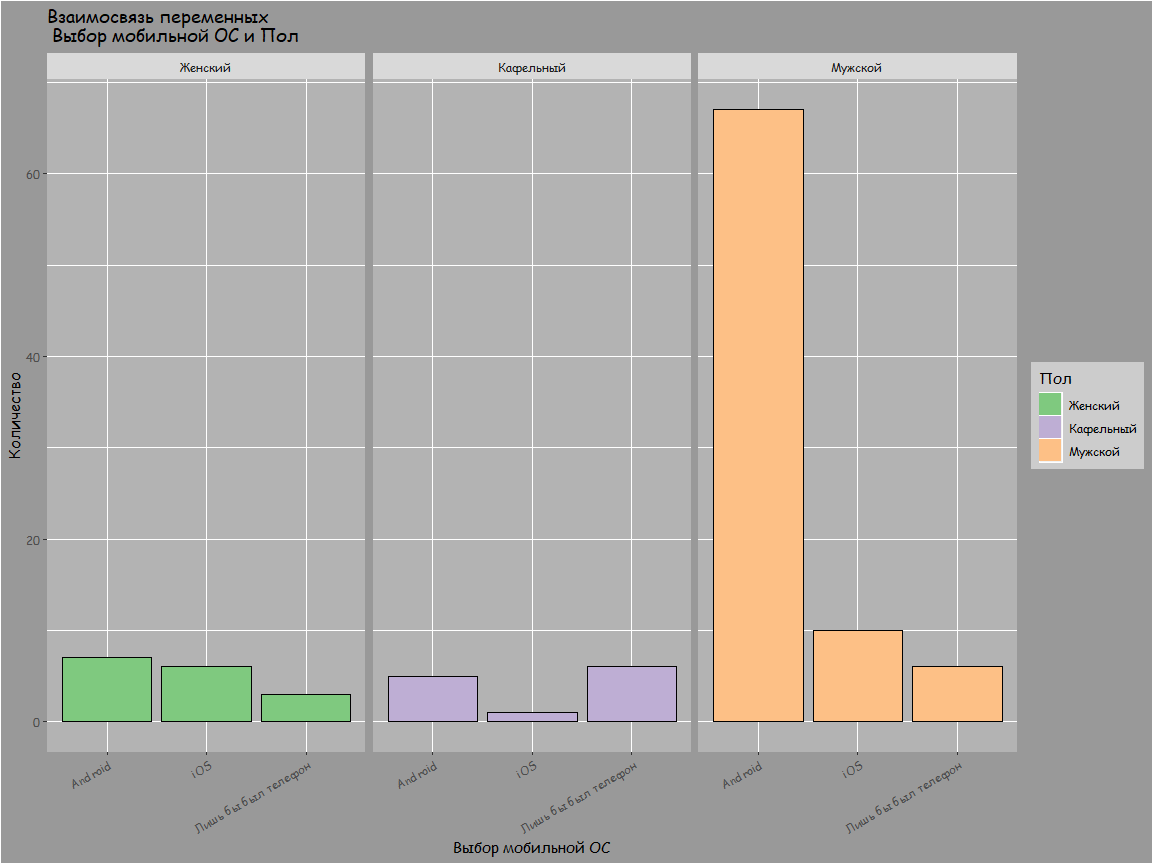 Взаимосвязь переменных
Выбор мобильной ОС и Пол
Женский
Кафельный
Мужской
Количество
60
40
20
0
Android
iOS
Лишь бы был телефон
Android
iOS
Лишь бы был телефон
Android
iOS
Лишь бы был телефон
Выбор мобильной ОС
Пол
Женский
Кафельный
Мужской